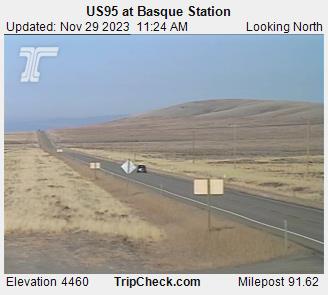 US95 at Basque Station
Updated: Nov 29 2023 11:24 AM Looking North
Elevation 4460 TripCheck.com Milepost 91.62